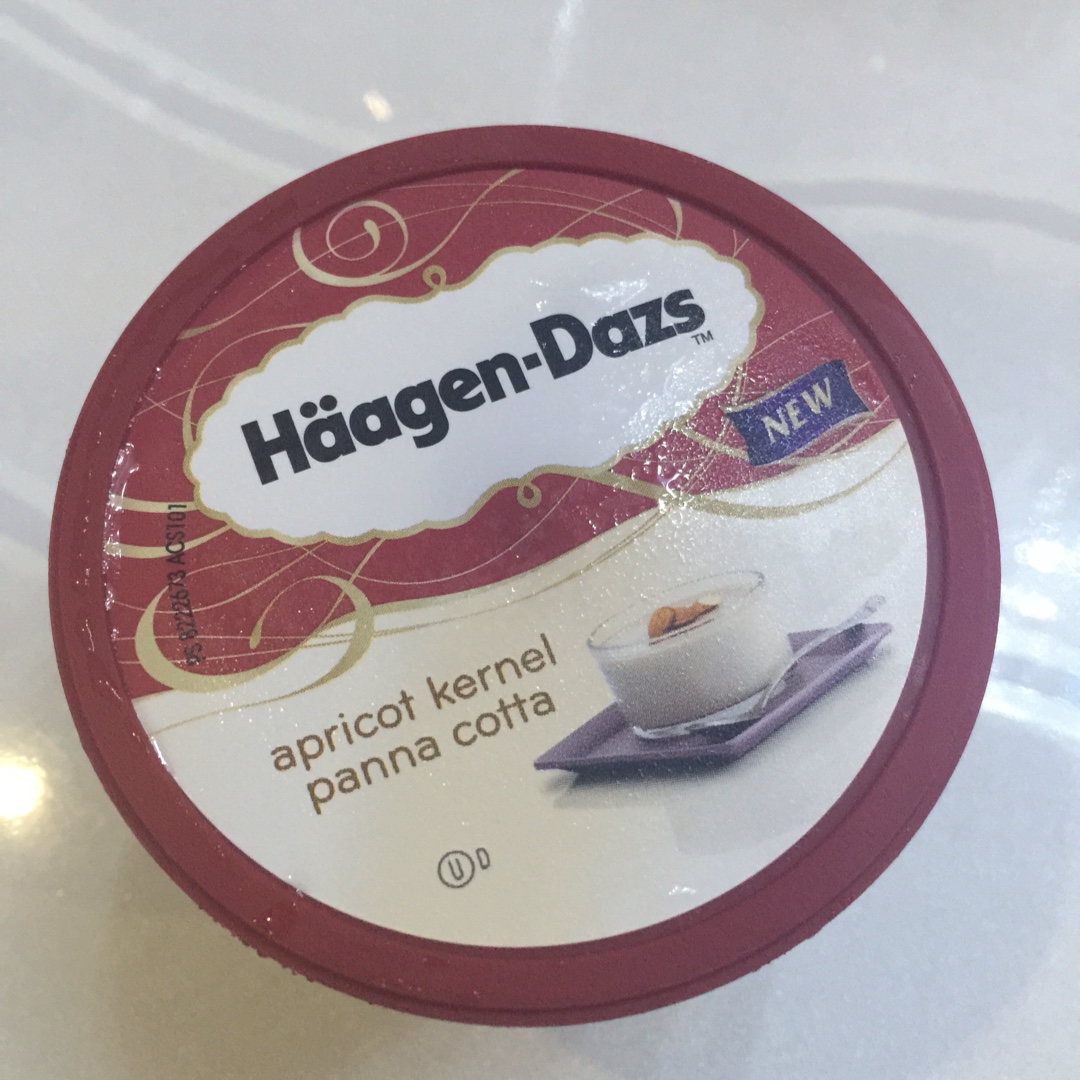 Häagen-Dazs
TM
NEW
apricot kernel
panna cotta
U D